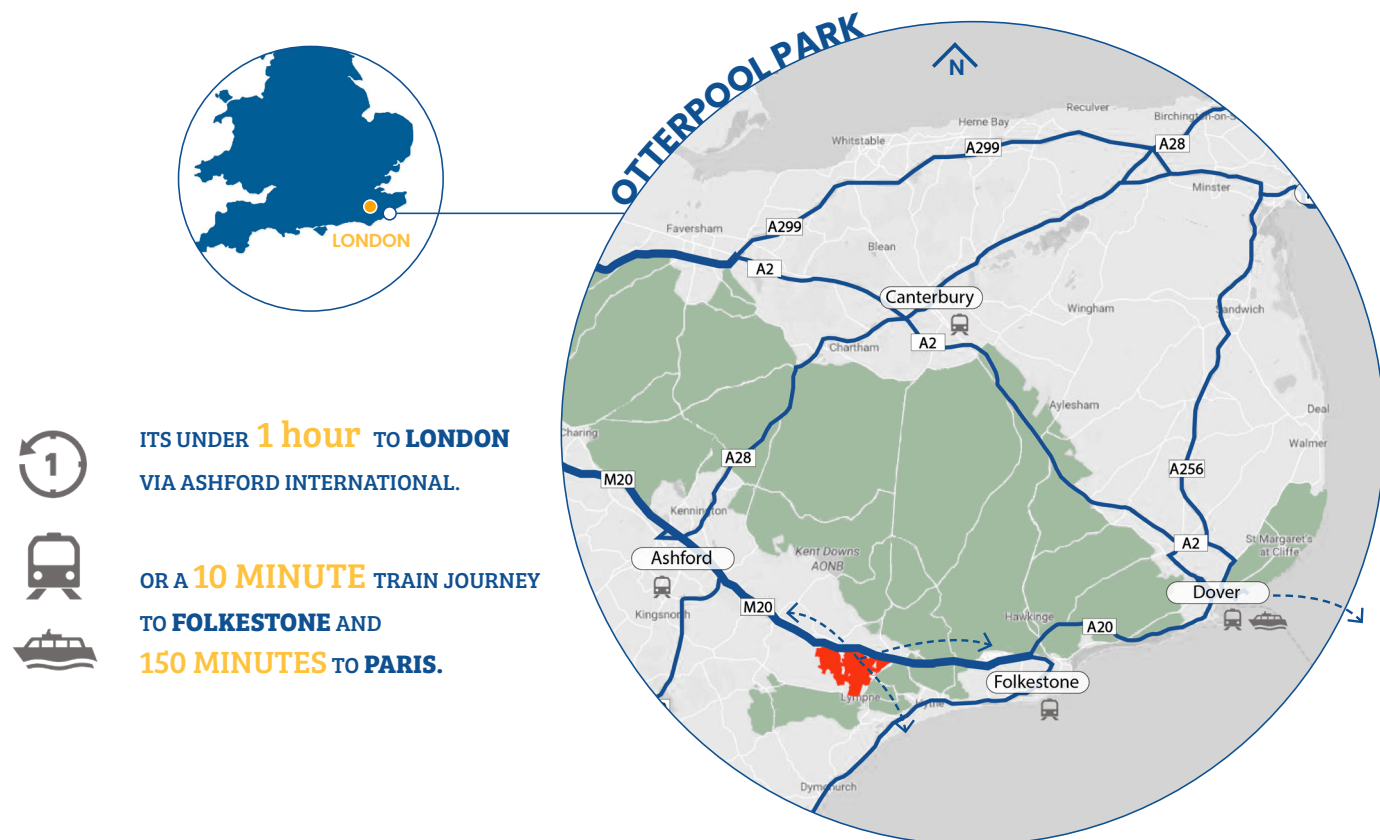 OTTERPOOL PARK
N
LONDON
Reculver
Herne Bay
Birchington-on-S
Whitstable
A28
A299
Minster
A299
Faversham
Blean
A2
Canterbury
Wingham
Sandwich
Chartham
A2
Aylesham
Deal
Charing
Walmer
A28
A256
M20
Kennington
St Margaret's
at Cliffe
A2
Ashford
Kent Downs
AONB
Dover
Kingsnorth
M20
Hawkinge
A20
Folkestone
Lympne
Hythe
Dymchurch
1
ITS UNDER 1 hour TO LONDON
VIA ASHFORD INTERNATIONAL.
OR A 10 MINUTE TRAIN JOURNEY
TO FOLKESTONE AND
150 MINUTES TO PARIS.